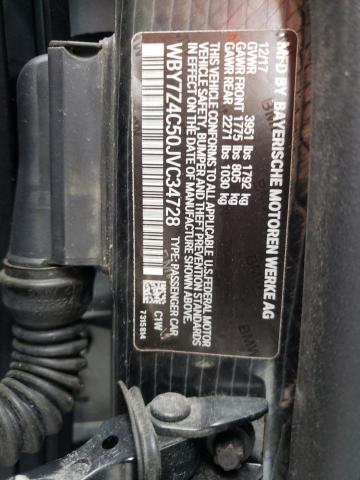 MFD BY BAYERISCHE MOTOREN WERKE AG
12/17
GVWR 3951 lbs 1792 kg
GAWR FRONT 1775 lbs 805 kg
GAWR REAR 2271 lbs 1030 kg
THIS VEHICLE CONFORMS TO ALL APPLICABLE U.S.FEDERAL MOTOR
VEHICLE SAFETY, BUMPER AND THEFT PREVENTION STANDARDS
IN EFFECT ON THE DATE OF MANUFACTURE SHOWN ABOVE.
WBY7Z4C50JVC34728 TYPE: PASSENGER CAR
C1W
7315814
BMW